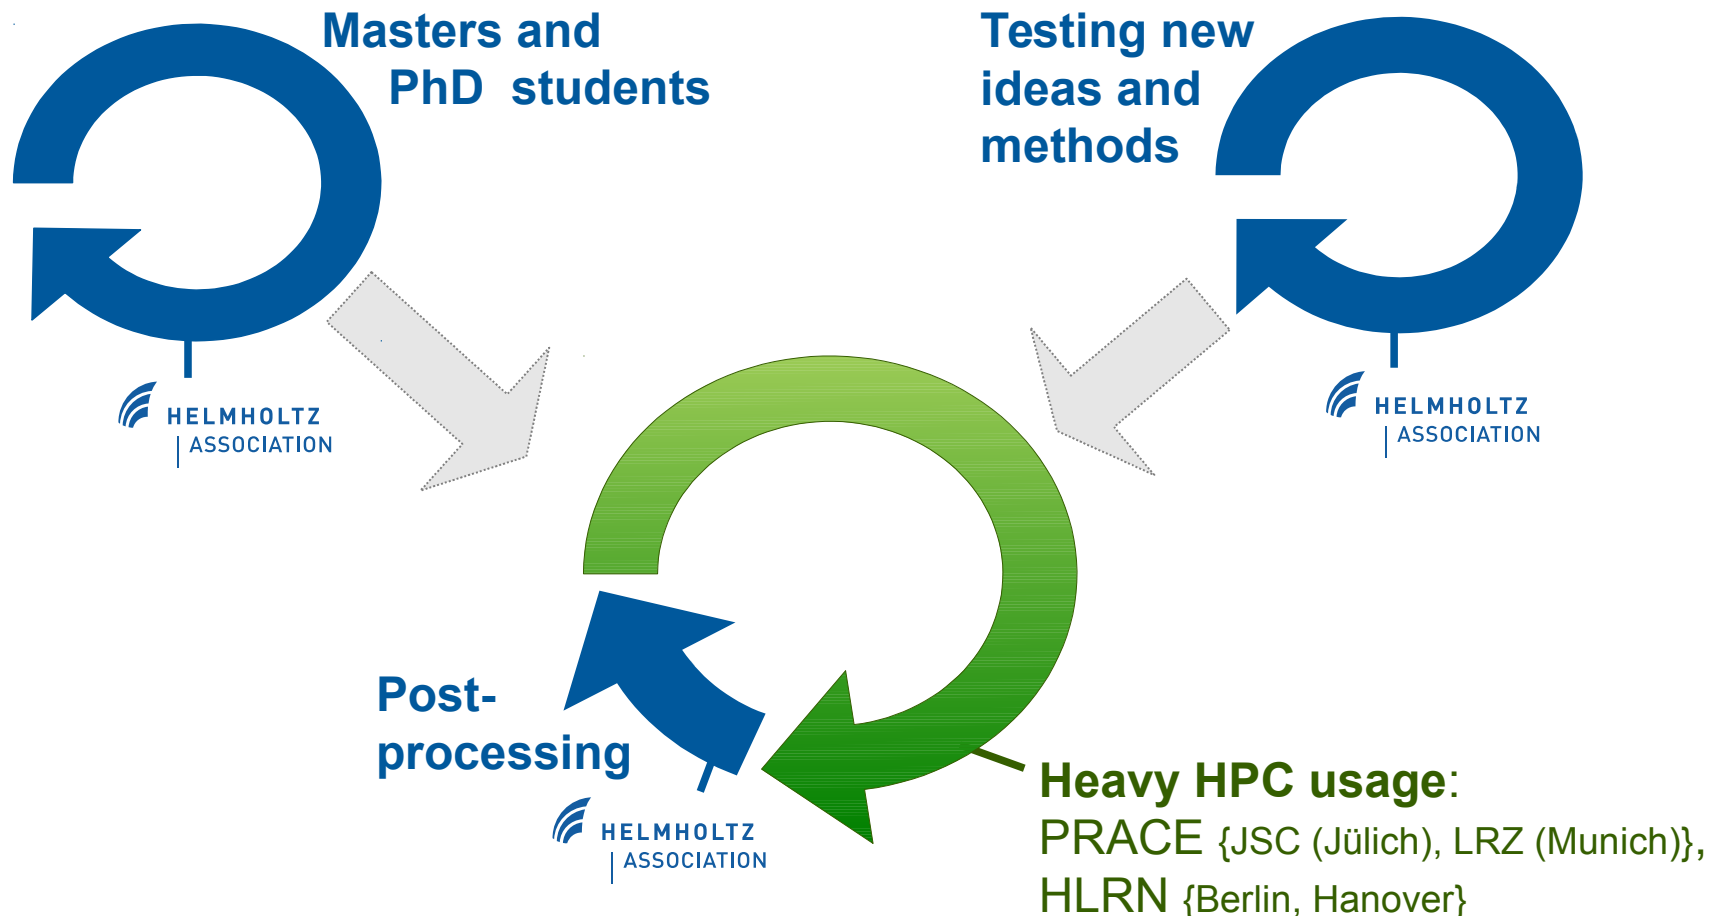 Masters and
PhD students
Testing new
ideas and
methods
HELMHOLTZ
| ASSOCIATION
HELMHOLTZ
| ASSOCIATION
Post-
processing
HELMHOLTZ
| ASSOCIATION
Heavy HPC usage:
PRACE {JSC (Jülich), LRZ (Munich)},
HLRN {Berlin, Hanover}